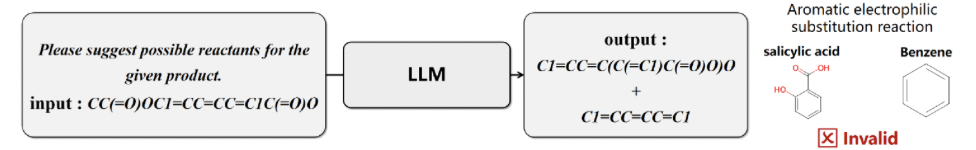 Please suggest possible reactants for the
given product.
input : CC(=O)OC1=CC=CC=C1C(=O)O
LLM
output :
C1=CC=C(C(=C1)C(=O)O)O
+
C1=CC=CC=C1
Aromatic electrophilic
substitution reaction
salicylic acid
Benzene
O
OH
HO
Invalid